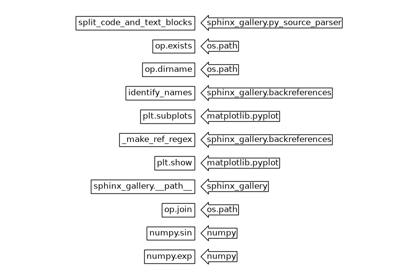 split_code_and_text_blocks sphinx_gallery.py_source_parser
op.exists os.path
op.dirname os.path
identify_names sphinx_gallery.backreferences
plt.subplots matplotlib.pyplot
_make_ref_regex sphinx_gallery.backreferences
plt.show matplotlib.pyplot
sphinx_gallery.__path__ sphinx_gallery
op.join os.path
numpy.sin numpy
numpy.exp numpy